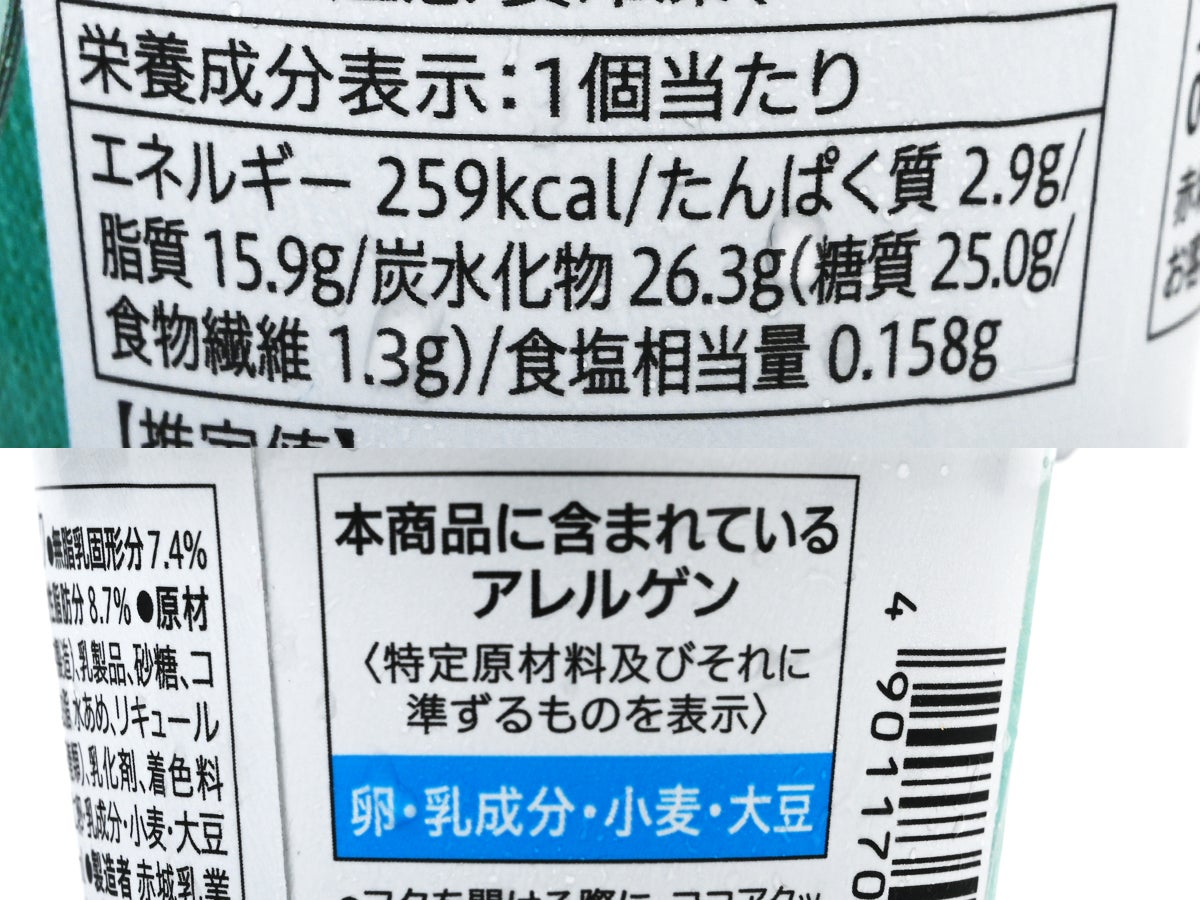 栄養成分表示：1個当たり
エネルギー 259kcal/たんぱく質 2.9g/
脂質 15.9g/炭水化物 26.3g(糖質 25.0g/
食物繊維 1.3g)/食塩相当量 0.158g
【推定値】
●無脂乳固形分 7.4%
脂肪分 8.7% ●原材
、乳製品、砂糖、コ
水あめ、リキュール
、乳化剤、着色料
乳成分・小麦・大豆
●製造者 赤城乳業
本商品に含まれている
アレルゲン
〈特定原材料及びそれに
準ずるものを表示〉
卵・乳成分・小麦・大豆
4 901170